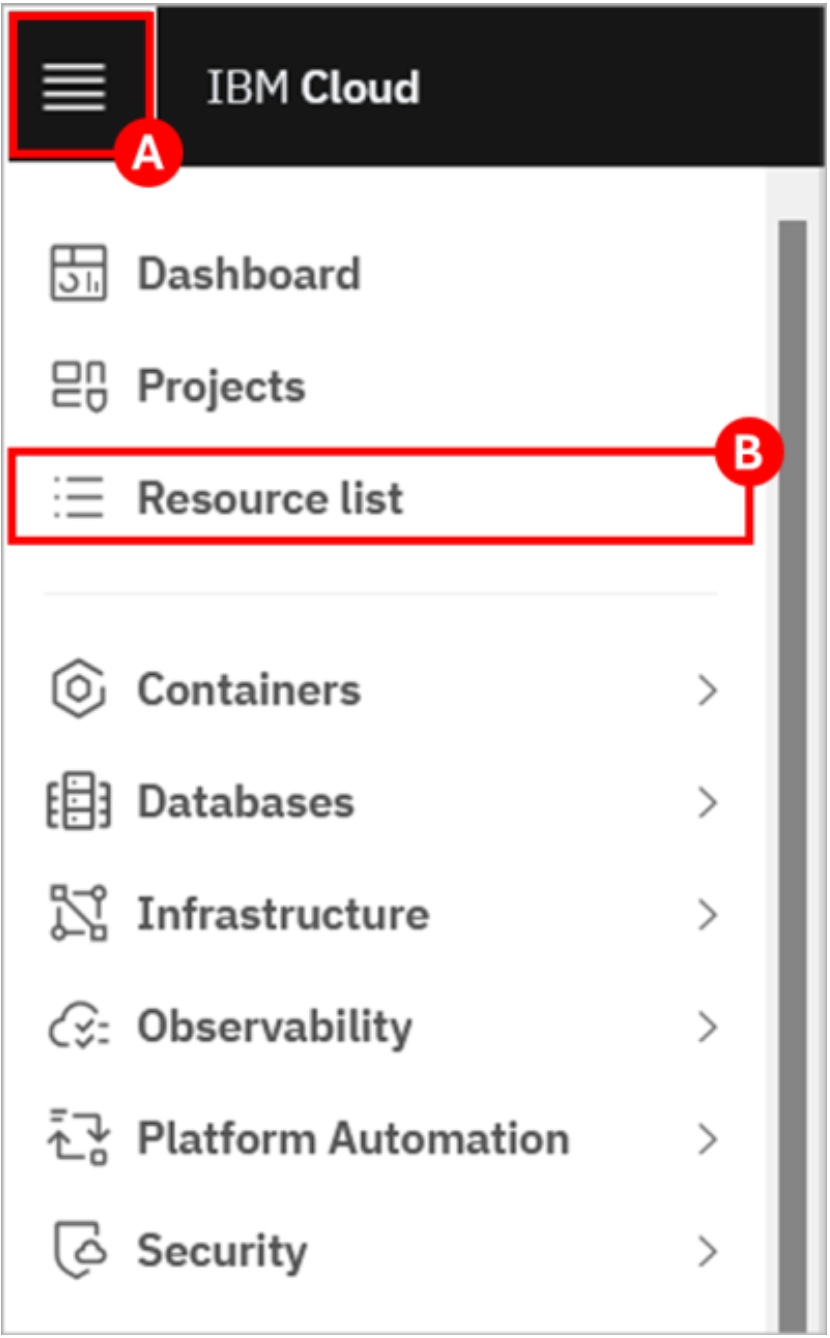 IBM Cloud
A
Dashboard
Projects
B
Resource list
Containers
Databases
Infrastructure
Observability
Platform Automation
Security